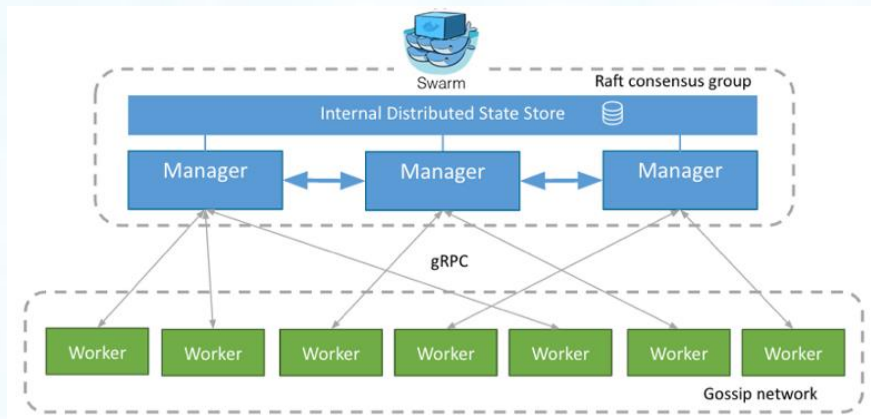 Swarm
Raft consensus group
Internal Distributed State Store
Manager
Manager
Manager
gRPC
Worker
Worker
Worker
Worker
Worker
Worker
Worker
Gossip network